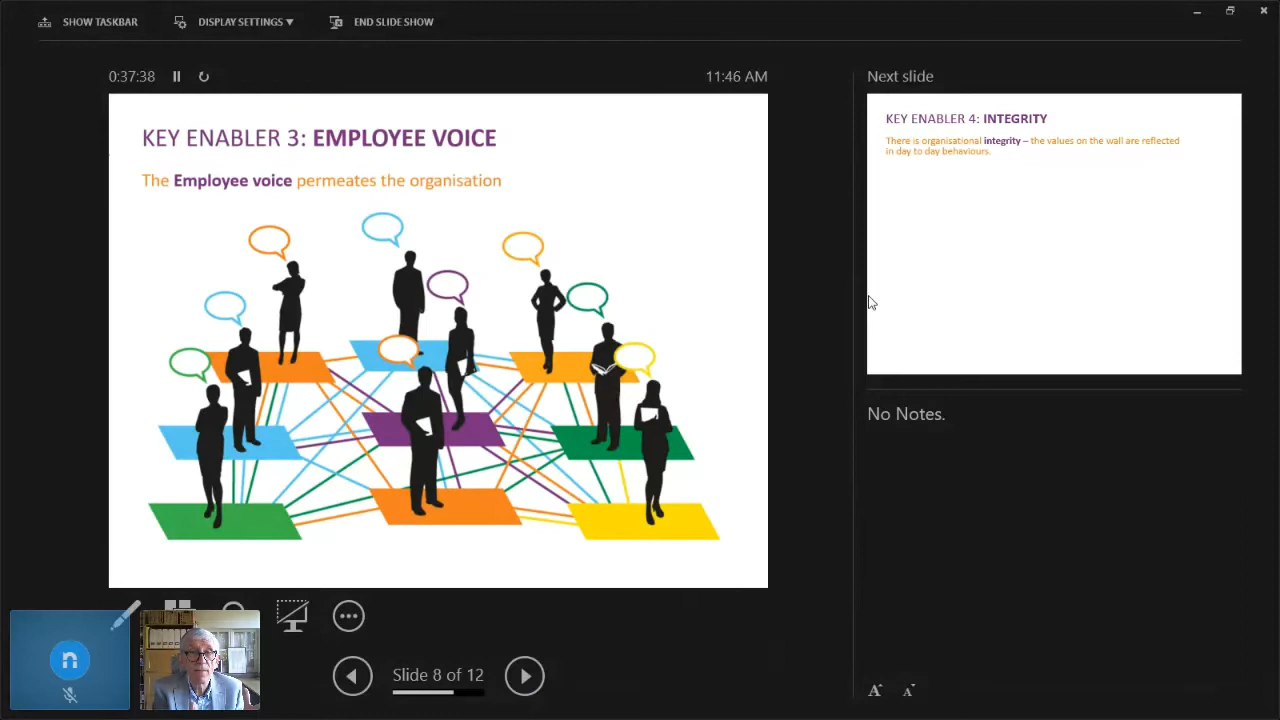 SHOW TASKBAR
DISPLAY SETTINGS ▼
END SLIDE SHOW
0:37:38
11:46 AM
KEY ENABLER 3: EMPLOYEE VOICE
The Employee voice permeates the organisation
Next slide
KEY ENABLER 4: INTEGRITY
There is organisational integrity – the values on the wall are reflected
in day to day behaviours.
No Notes.
n
Slide 8 of 12
A A